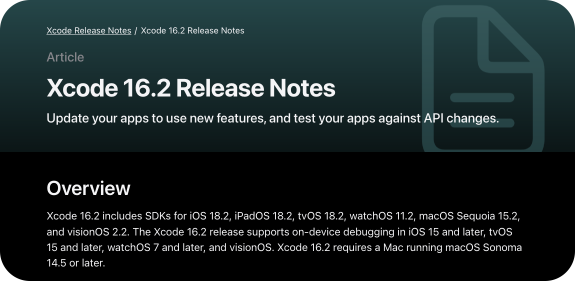 Xcode Release Notes / Xcode 16.2 Release Notes
Article
Xcode 16.2 Release Notes
Update your apps to use new features, and test your apps against API changes.
Overview
Xcode 16.2 includes SDKs for iOS 18.2, iPadOS 18.2, tvOS 18.2, watchOS 11.2, macOS Sequoia 15.2,
and visionOS 2.2. The Xcode 16.2 release supports on-device debugging in iOS 15 and later, tvOS
15 and later, watchOS 7 and later, and visionOS. Xcode 16.2 requires a Mac running macOS Sonoma
14.5 or later.